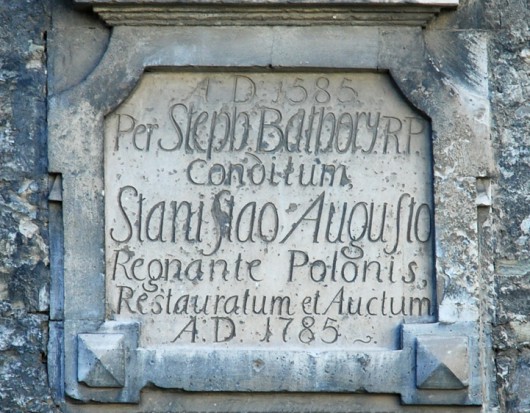 A.D. 1585.
Per Steph Bathory R P
Conditum,
Stanislao Augusto
Regnante Polonis,
Restauratum et Auctum
A.D. 1785 ~